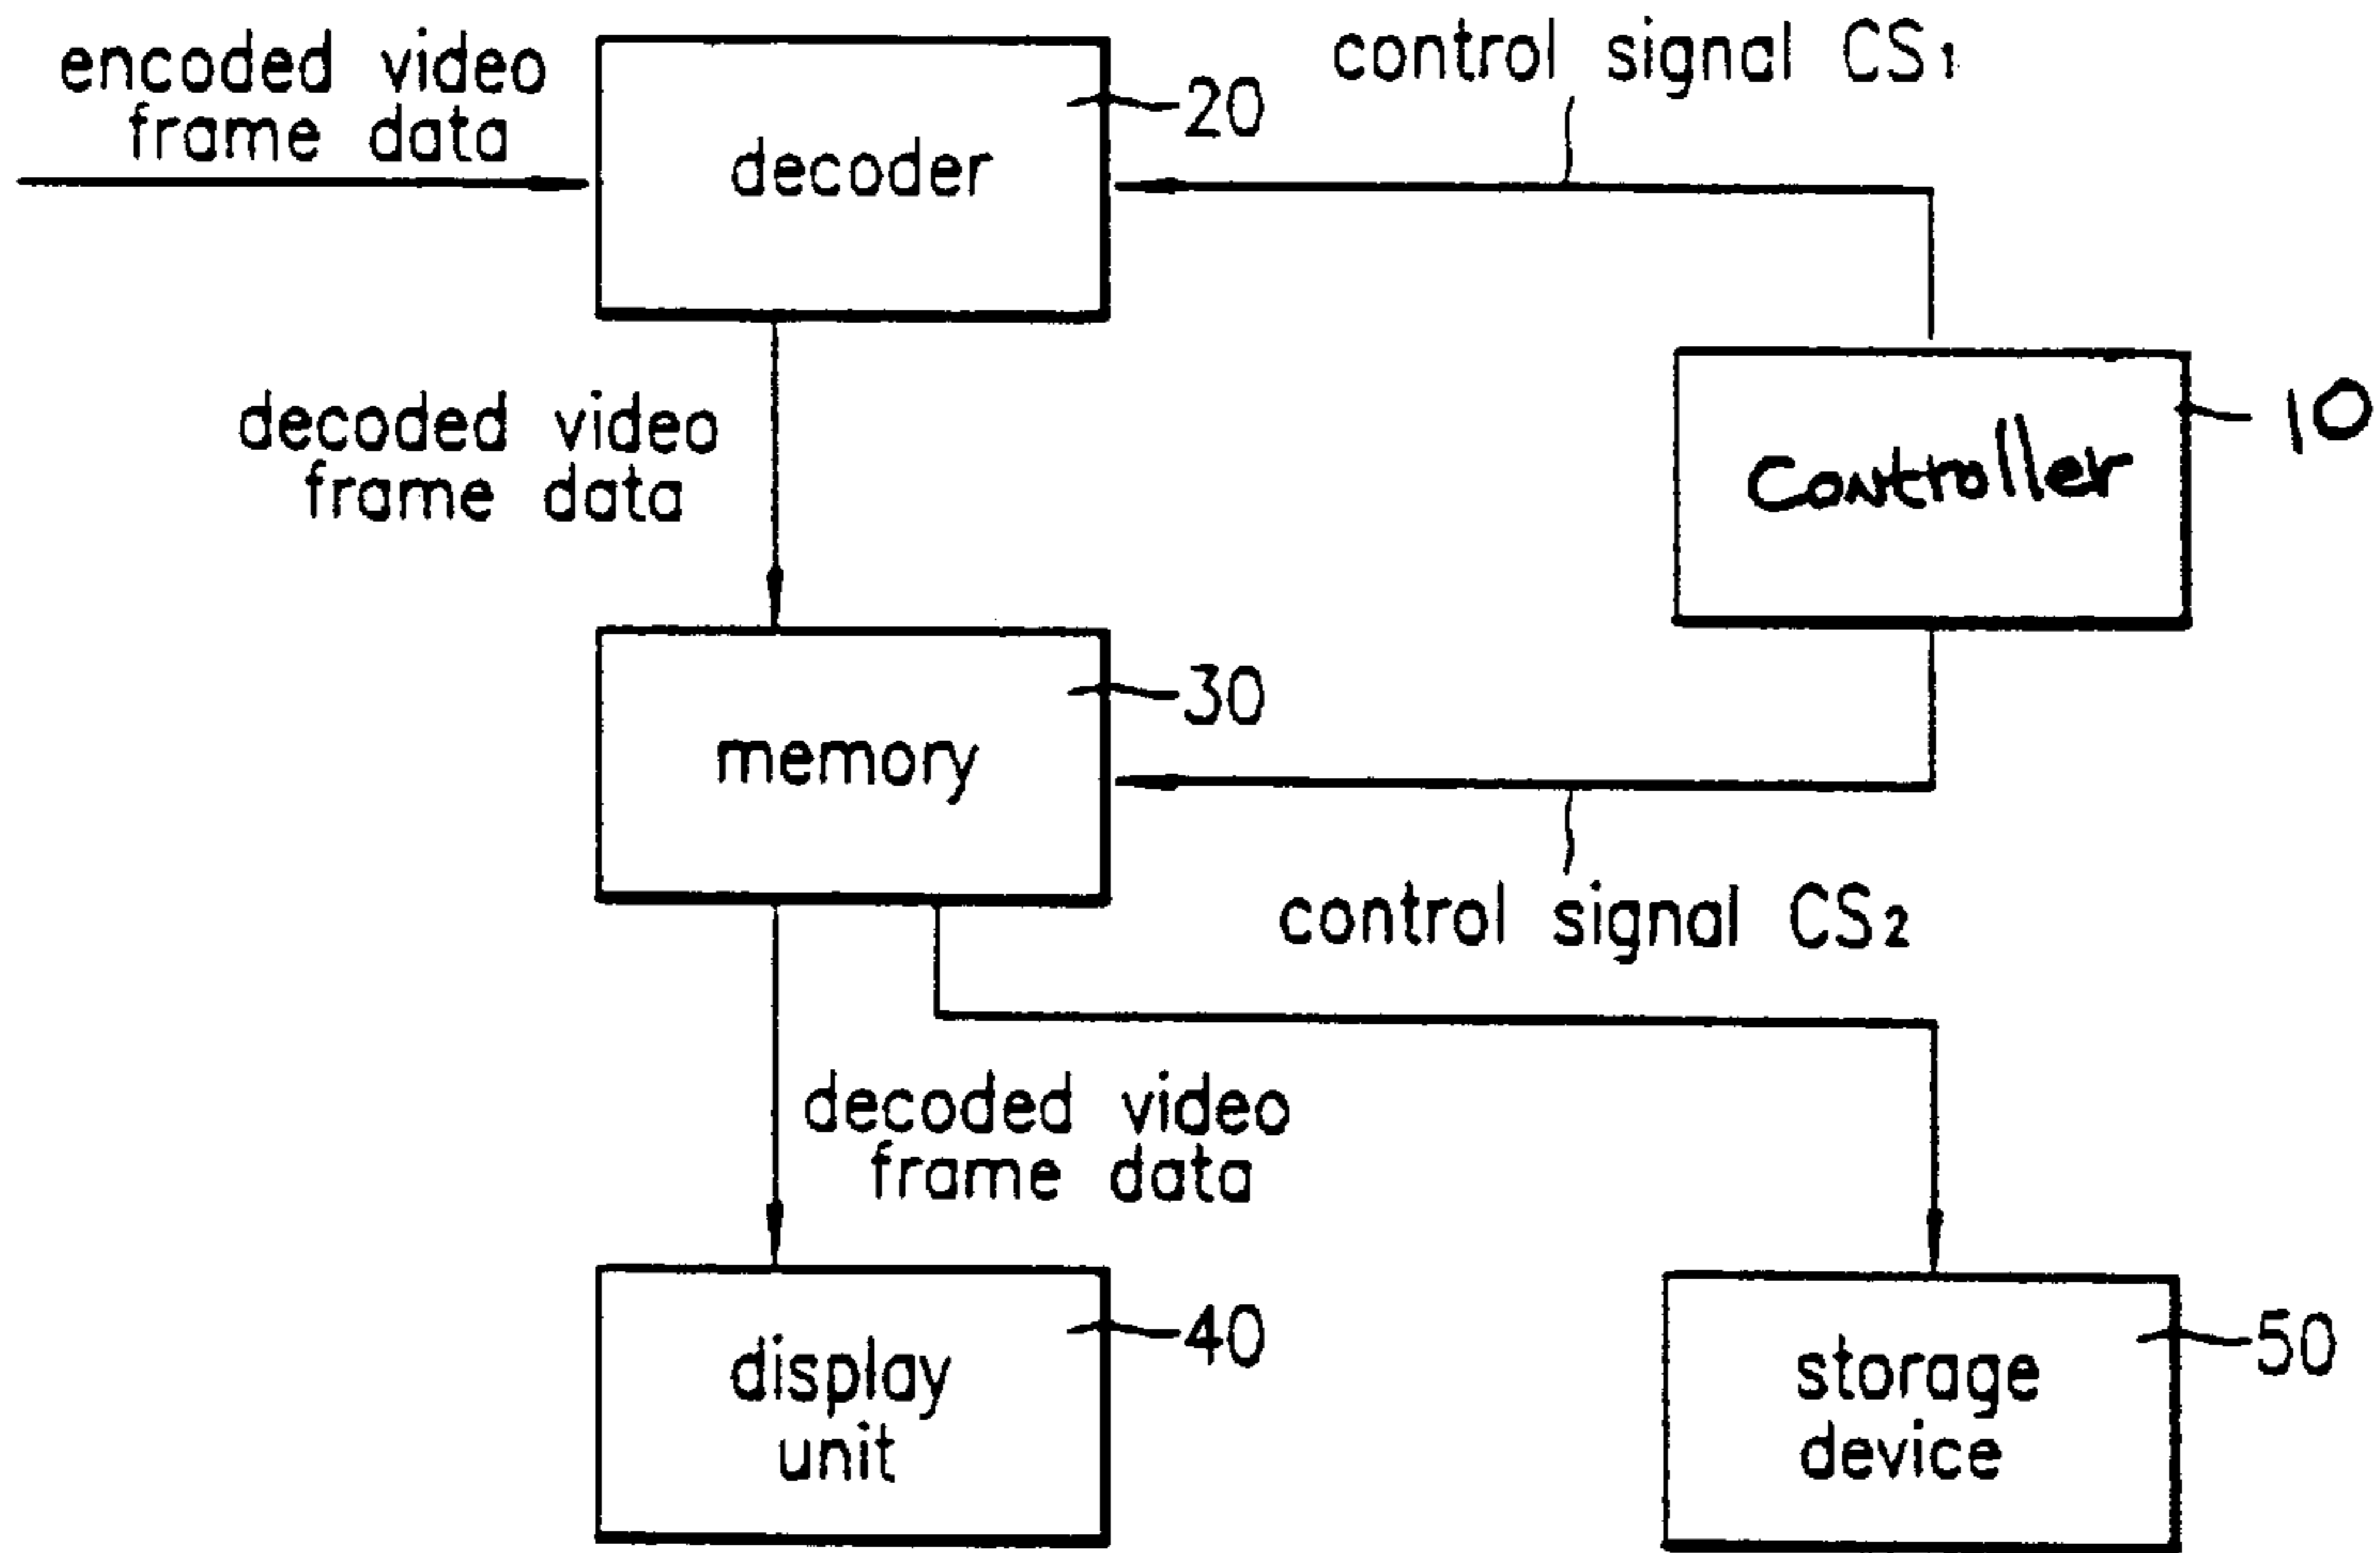 encoded video
frame data
decoder
20
control signal CS1
decoded video
frame data
Controller
10
memory
30
control signal CS2
decoded video
frame data
display
unit
40
storage
device
50